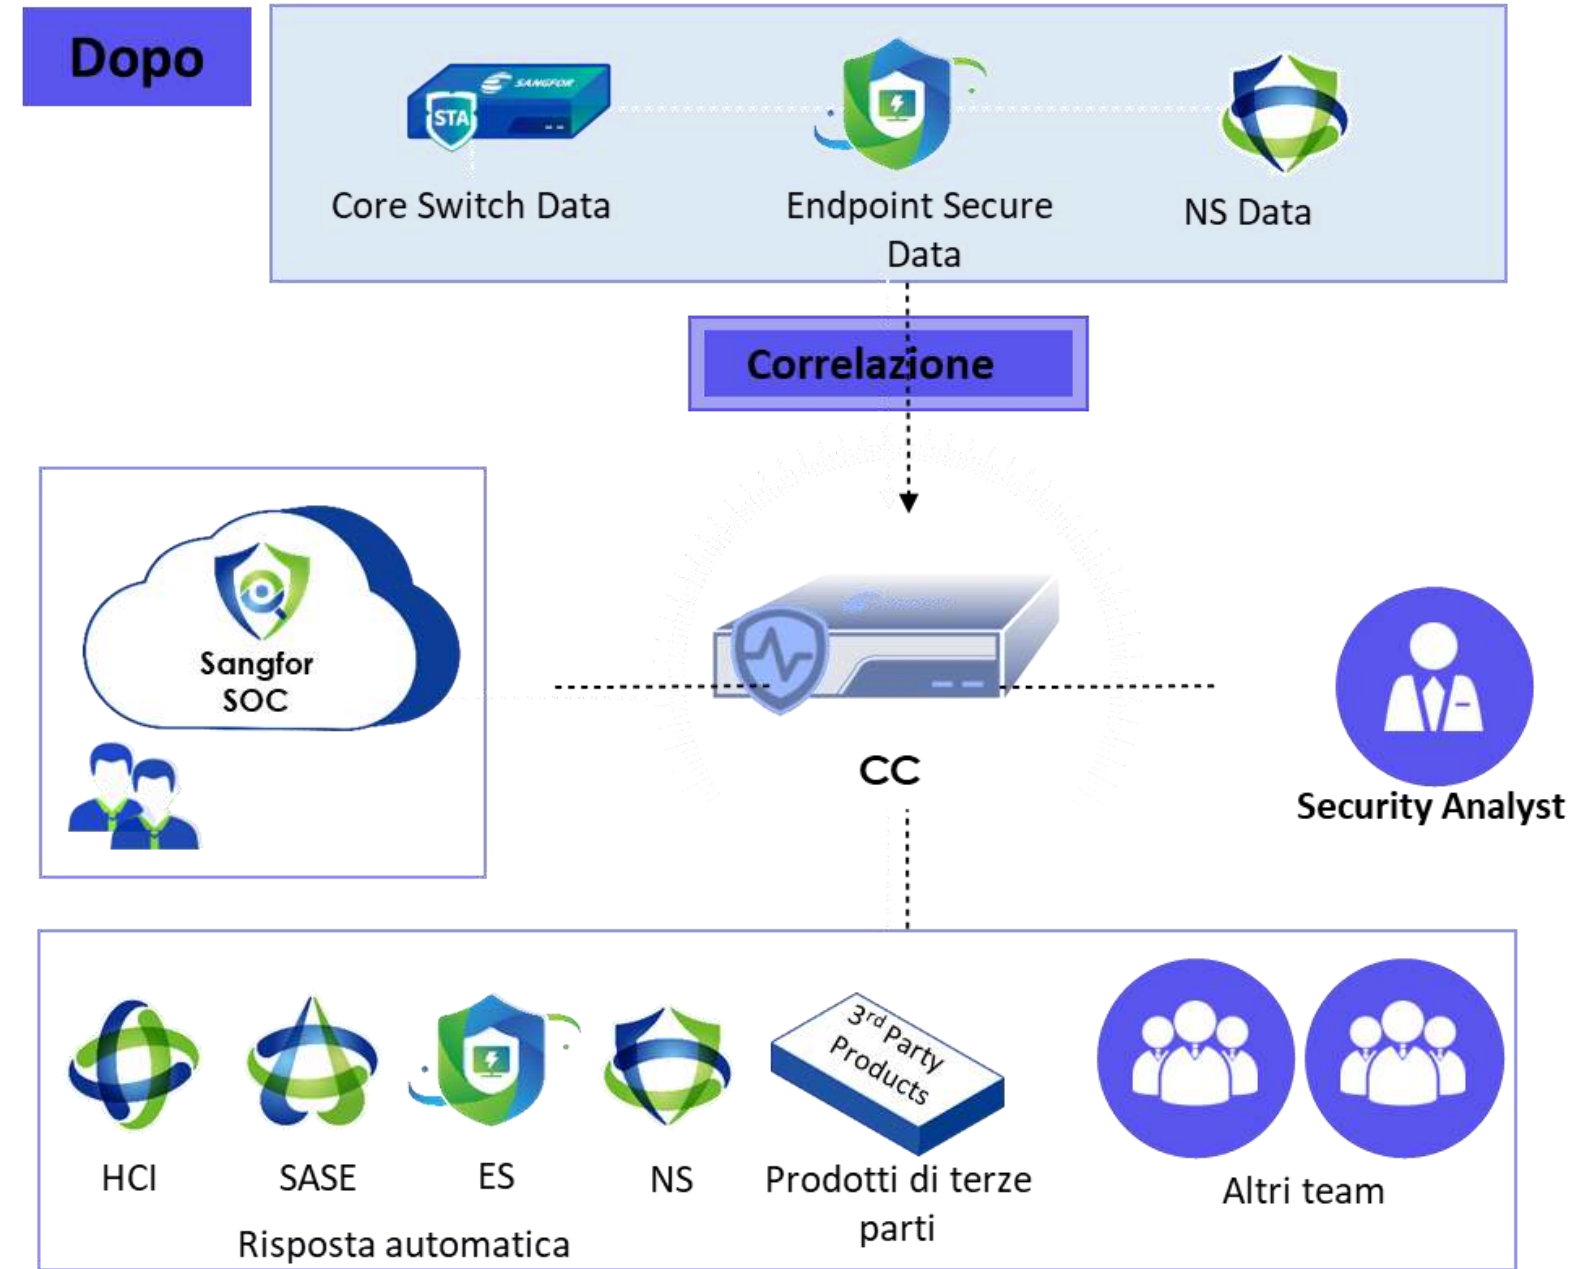 Dopo
SANGFOR
STA
Core Switch Data
Endpoint Secure
Data
NS Data
Correlazione
Sangfor
SOC
CC
Security Analyst
3rd Party
Products
HCI
SASE
ES
NS
Prodotti di terze
parti
Altri team
Risposta automatica